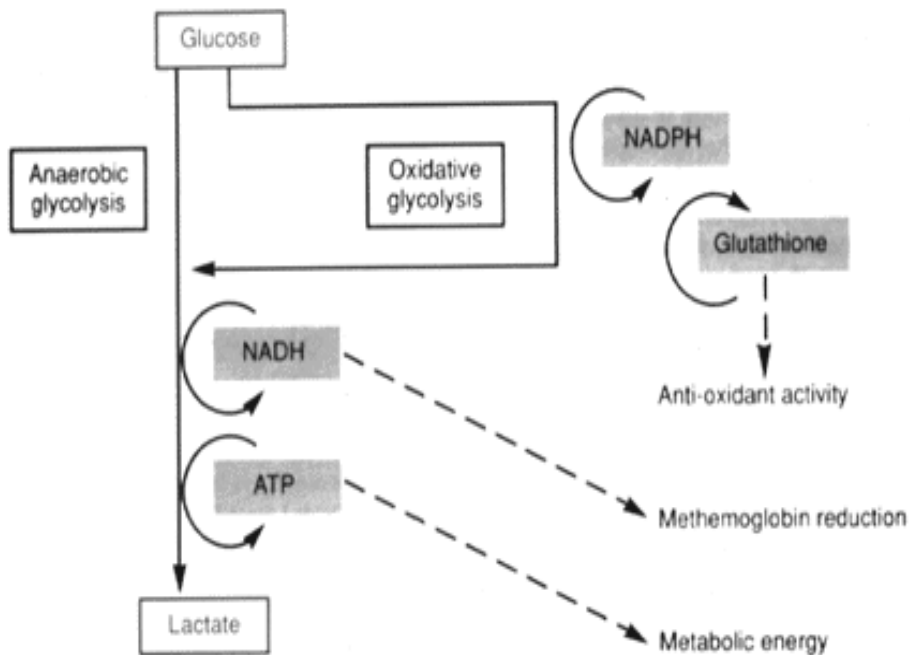 Glucose
NADPH
Anaerobic
glycolysis
Oxidative
glycolysis
Glutathione
NADH
Anti-oxidant activity
ATP
Methemoglobin reduction
Lactate
Metabolic energy